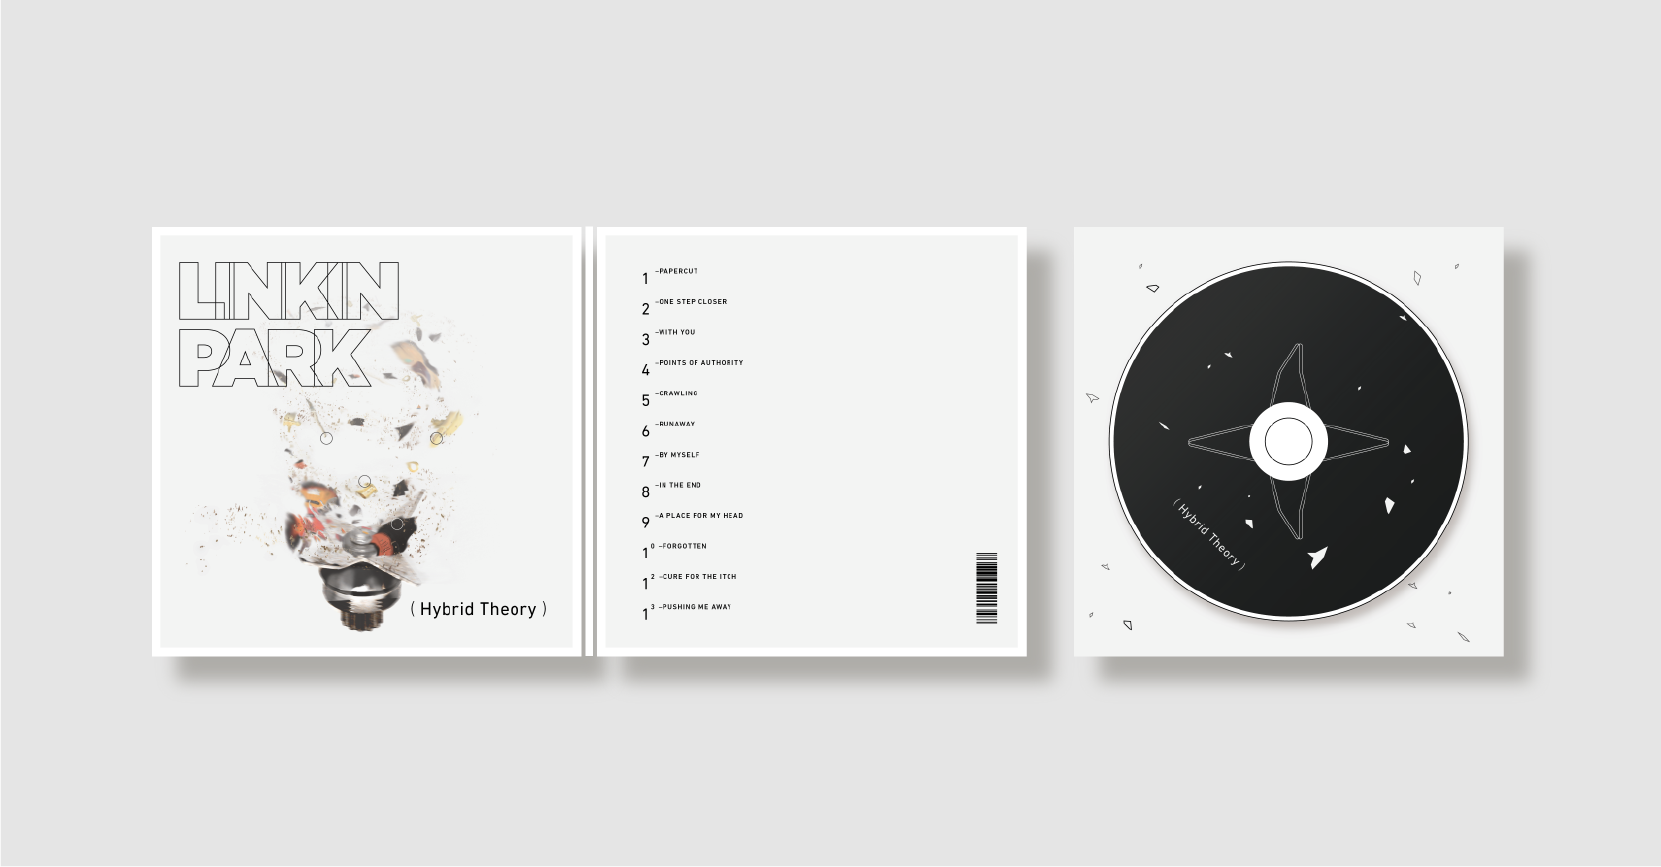 LINKIN
PARK
( Hybrid Theory )
1 –PAPERCUT
2 –ONE STEP CLOSER
3 –WITH YOU
4 –POINTS OF AUTHORITY
5 –CRAWLING
6 –RUNAWAY
7 –BY MYSELF
8 –IN THE END
9 –A PLACE FOR MY HEAD
10 –FORGOTTEN
12 –CURE FOR THE ITCH
13 –PUSHING ME AWAY
( Hybrid Theory )